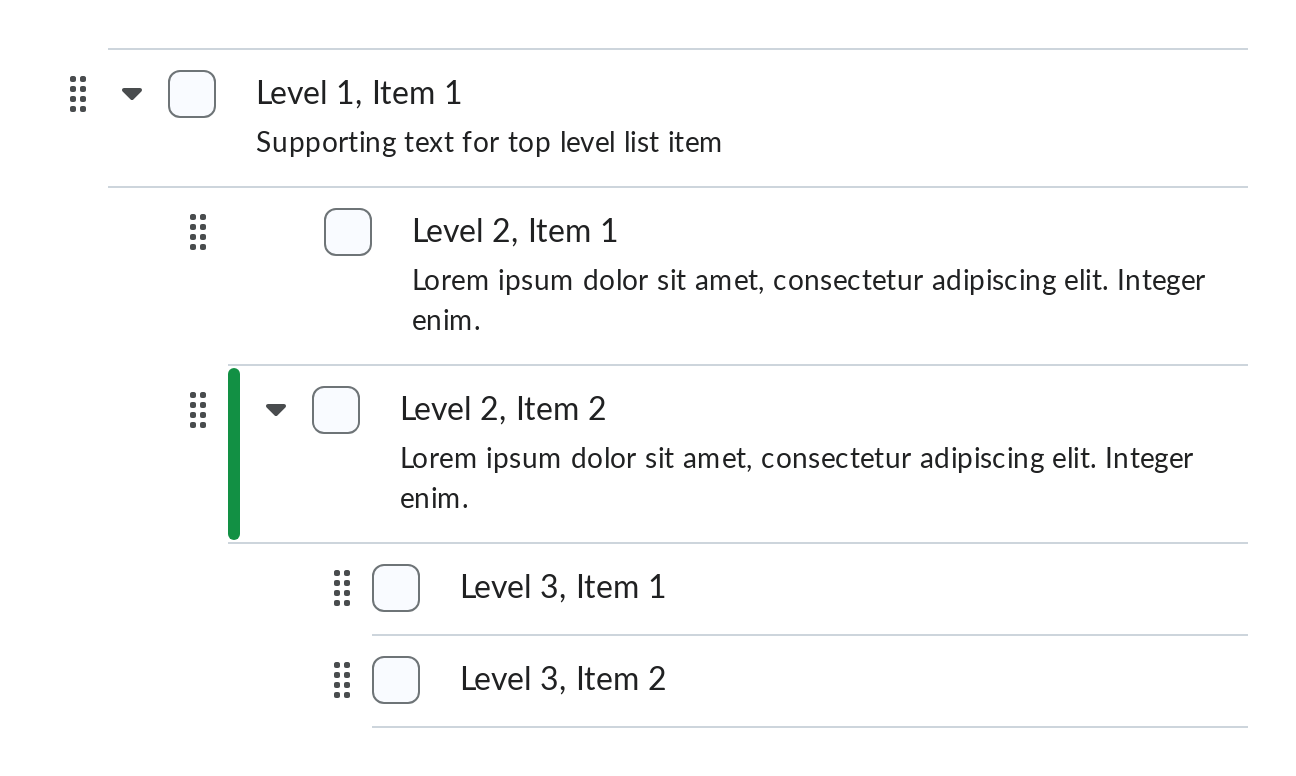 Level 1, Item 1
Supporting text for top level list item
Level 2, Item 1
Lorem ipsum dolor sit amet, consectetur adipiscing elit. Integer
enim.
Level 2, Item 2
Lorem ipsum dolor sit amet, consectetur adipiscing elit. Integer
enim.
Level 3, Item 1
Level 3, Item 2